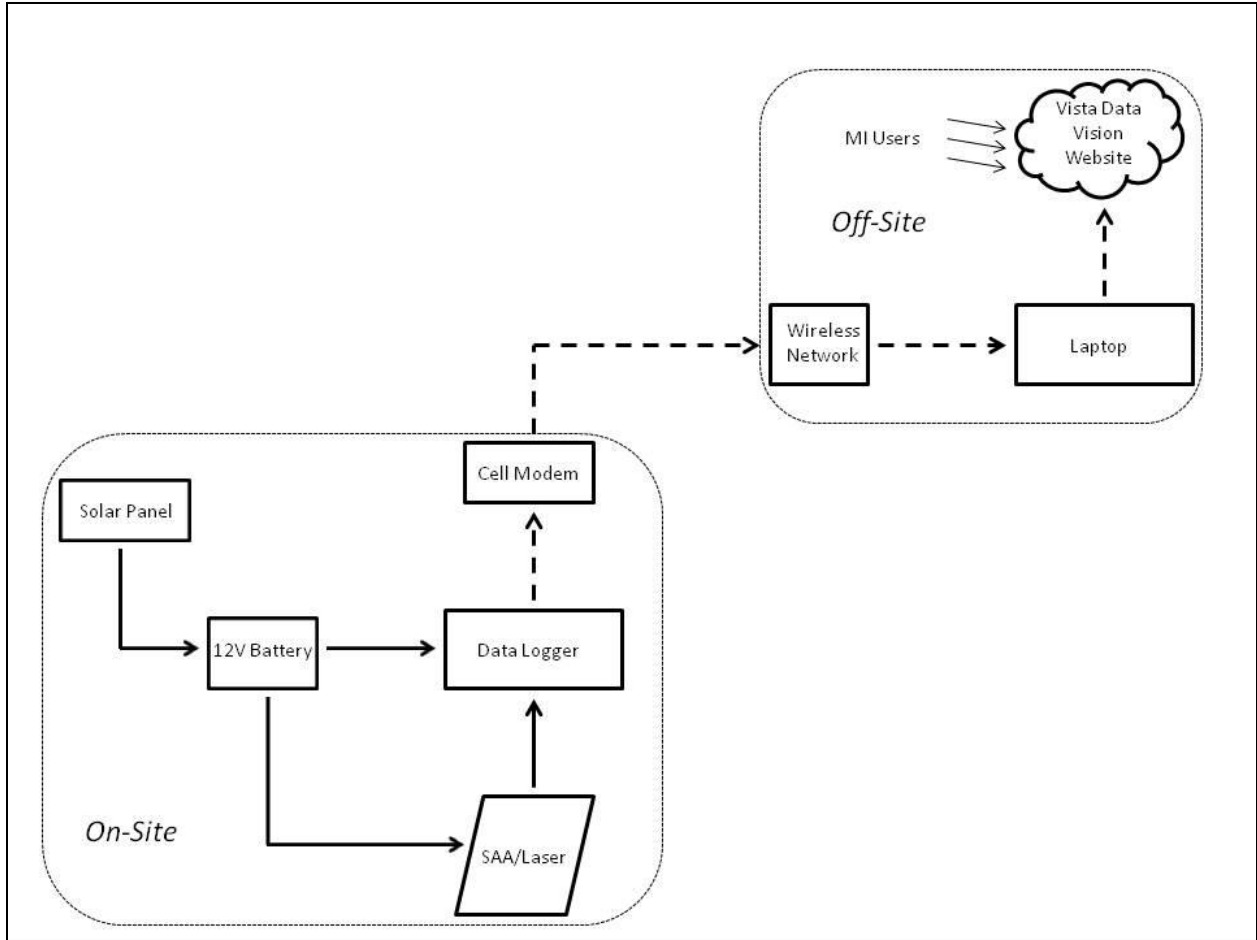 Vista Data
Vision
Website
MI Users
Off-Site
Wireless
Network
Laptop
Cell Modem
Solar Panel
12V Battery
Data Logger
On-Site
SAA/Laser